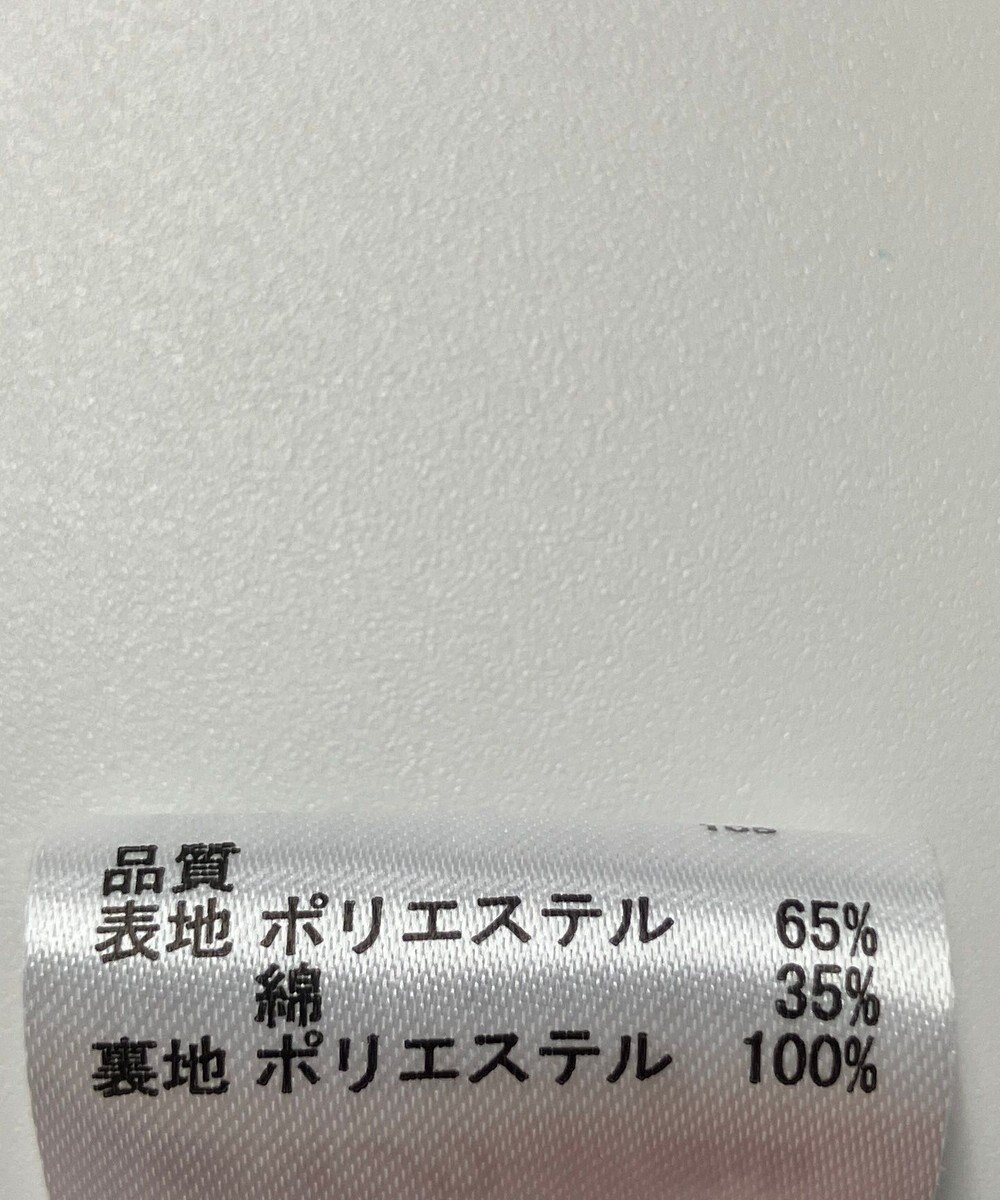 品質
表地 ポリエステル 65%
綿 35%
裏地 ポリエステル 100%